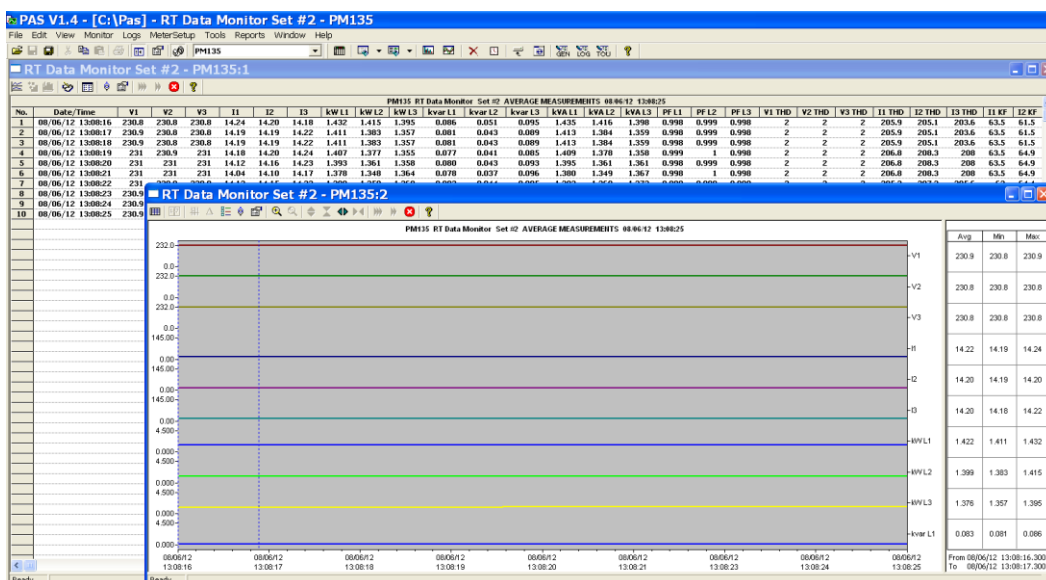 PAS V1.4 - [C:\Pas] - RT Data Monitor Set #2 - PM135
File Edit View Monitor Logs MeterSetup Tools Reports Window Help
PM135 GEN LOG TOU
RT Data Monitor Set #2 - PM135:1
PM135 RT Data Monitor Set #2 AVERAGE MEASUREMENTS 08/06/12 13:08:25
No. Date/Time V1 V2 V3 I1 I2 I3 kW L1 kW L2 kW L3 kvar L1 kvar L2 kvar L3 kVA L1 kVA L2 kVA L3 PF L1 PF L2 PF L3 V1 THD V2 THD V3 THD I1 THD I2 THD I3 THD I1 KF I2 KF
1 08/06/12 13:08:16 230.8 230.8 230.8 14.24 14.20 14.18 1.432 1.415 1.395 0.086 0.051 0.095 1.435 1.416 1.398 0.998 0.999 0.998 2 2 2 205.9 205.1 203.6 63.5 61.5
2 08/06/12 13:08:17 230.9 230.8 230.8 14.19 14.19 14.22 1.411 1.383 1.357 0.081 0.043 0.089 1.413 1.384 1.359 0.998 0.999 0.998 2 2 2 205.9 205.1 203.6 63.5 61.5
3 08/06/12 13:08:18 230.9 230.8 230.8 14.19 14.19 14.22 1.411 1.383 1.357 0.081 0.043 0.089 1.413 1.384 1.359 0.998 0.999 0.998 2 2 2 205.9 205.1 203.6 63.5 61.5
4 08/06/12 13:08:19 231 230.9 231 14.18 14.20 14.24 1.407 1.377 1.355 0.077 0.041 0.085 1.409 1.378 1.358 0.999 1 0.998 2 2 2 206.8 208.3 208 63.5 64.9
5 08/06/12 13:08:20 231 231 231 14.12 14.16 14.23 1.393 1.361 1.358 0.080 0.043 0.093 1.395 1.361 1.361 0.998 0.999 0.998 2 2 2 206.8 208.3 208 63.5 64.9
6 08/06/12 13:08:21 231 231 231 14.04 14.10 14.17 1.378 1.348 1.364 0.078 0.037 0.096 1.380 1.349 1.367 0.998 1 0.998 2 2 2 206.8 208.3 208 63.5 64.9
7 08/06/12 13:08:22 231
8 08/06/12 13:08:23 230.9
9 08/06/12 13:08:24 230.9
10 08/06/12 13:08:25 230.9
RT Data Monitor Set #2 - PM135:2
PM135 RT Data Monitor Set #2 AVERAGE MEASUREMENTS 08/06/12 13:08:25
Avg Min Max
232.0
V1 230.9 230.8 230.9
0.0
232.0
V2 230.8 230.8 230.8
0.0
232.0
V3 230.8 230.8 230.8
0.0
145.00
I1 14.22 14.19 14.24
0.00
145.00
I2 14.20 14.19 14.20
0.00
145.00
I3 14.20 14.18 14.22
0.00
4.500
kW L1 1.422 1.411 1.432
0.000
4.500
kW L2 1.399 1.383 1.415
0.000
4.500
kW L3 1.376 1.357 1.395
0.000
4.500
kvar L1 0.083 0.081 0.086
0.000
08/06/12 08/06/12 08/06/12 08/06/12 08/06/12 08/06/12 08/06/12 08/06/12 08/06/12
13:08:16 13:08:17 13:08:18 13:08:19 13:08:20 13:08:21 13:08:23 13:08:24 13:08:25
From 08/06/12 13:08:16.300
To 08/06/12 13:08:17.300
Ready Ready